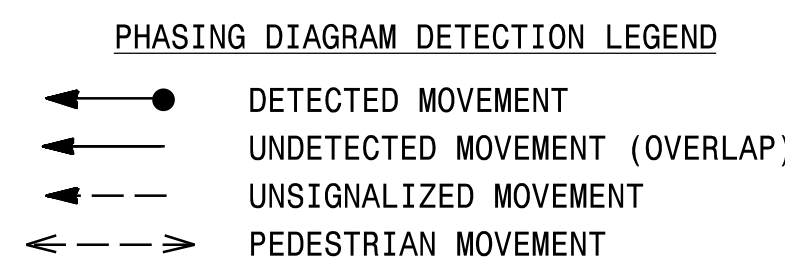 PHASING DIAGRAM DETECTION LEGEND
DETECTED MOVEMENT
UNDETECTED MOVEMENT (OVERLAP)
UNSIGNALIZED MOVEMENT
PEDESTRIAN MOVEMENT